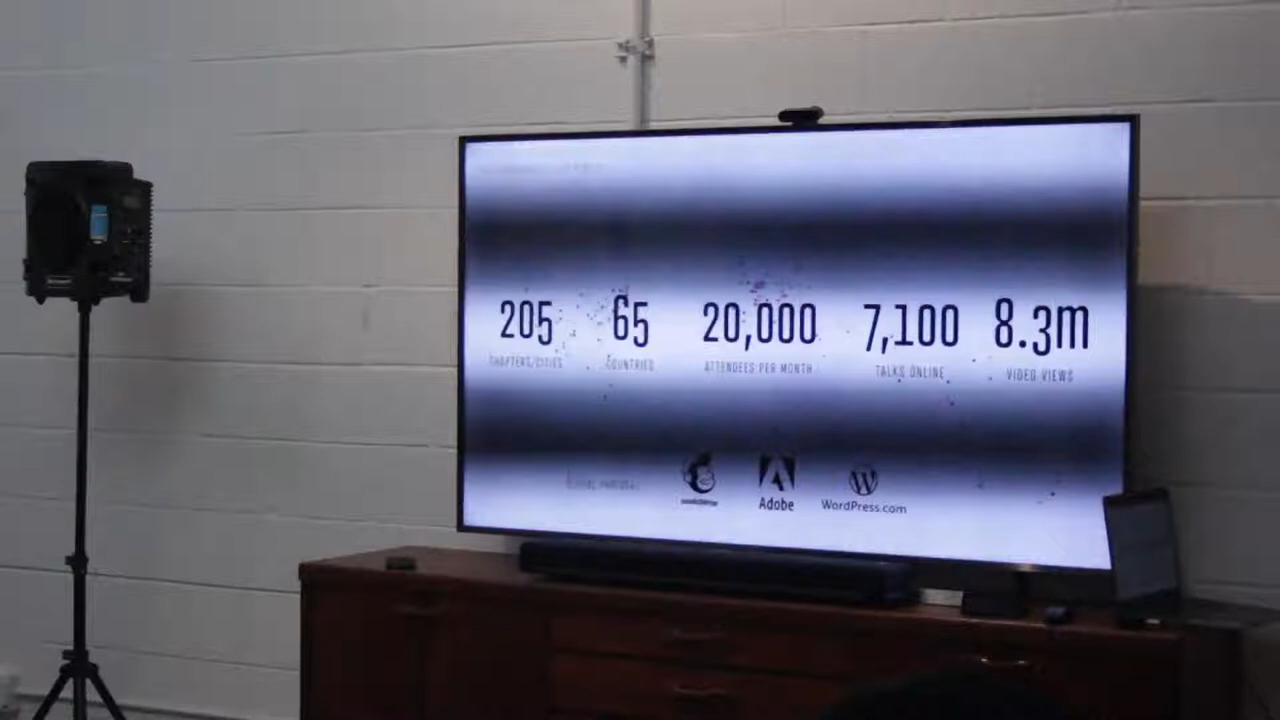 205 65 20,000 7,100 8.3m
CHAPTERS/CITIES COUNTRIES ATTENDEES PER MONTH TALKS ONLINE VIDEO VIEWS
Adobe WordPress.com